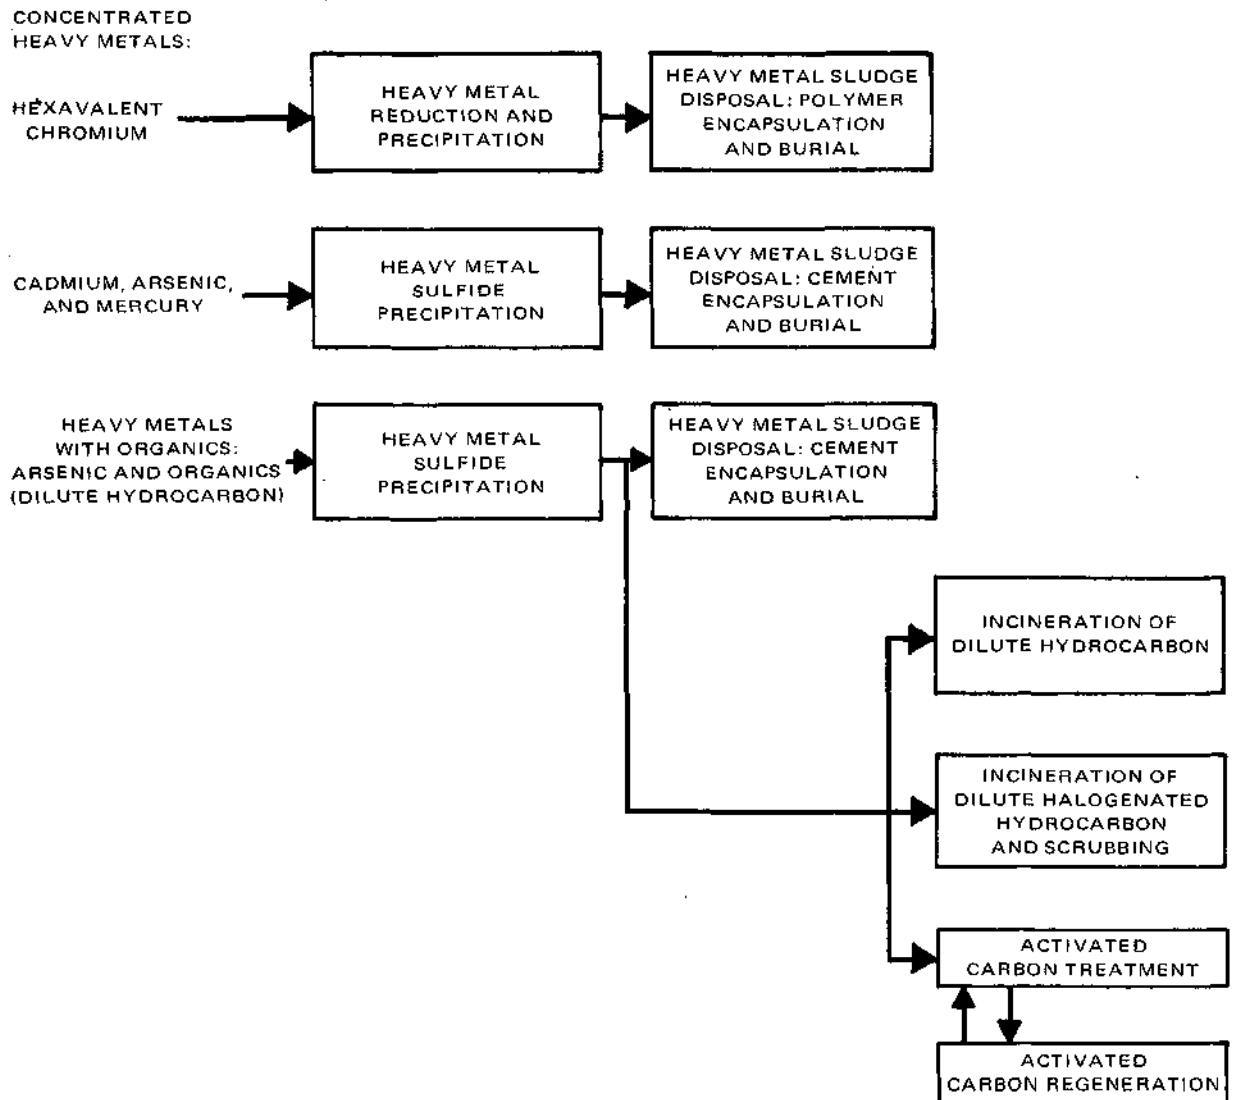 CONCENTRATED
HEAVY METALS:
HEXAVALENT
CHROMIUM
HEAVY METAL
REDUCTION AND
PRECIPITATION
HEAVY METAL SLUDGE
DISPOSAL: POLYMER
ENCAPSULATION
AND BURIAL
CADMIUM, ARSENIC,
AND MERCURY
HEAVY METAL
SULFIDE
PRECIPITATION
HEAVY METAL SLUDGE
DISPOSAL: CEMENT
ENCAPSULATION
AND BURIAL
HEAVY METALS
WITH ORGANICS:
ARSENIC AND ORGANICS
(DILUTE HYDROCARBON)
HEAVY METAL
SULFIDE
PRECIPITATION
HEAVY METAL SLUDGE
DISPOSAL: CEMENT
ENCAPSULATION
AND BURIAL
INCINERATION OF
DILUTE HYDROCARBON
INCINERATION OF
DILUTE HALOGENATED
HYDROCARBON
AND SCRUBBING
ACTIVATED
CARBON TREATMENT
ACTIVATED
CARBON REGENERATION